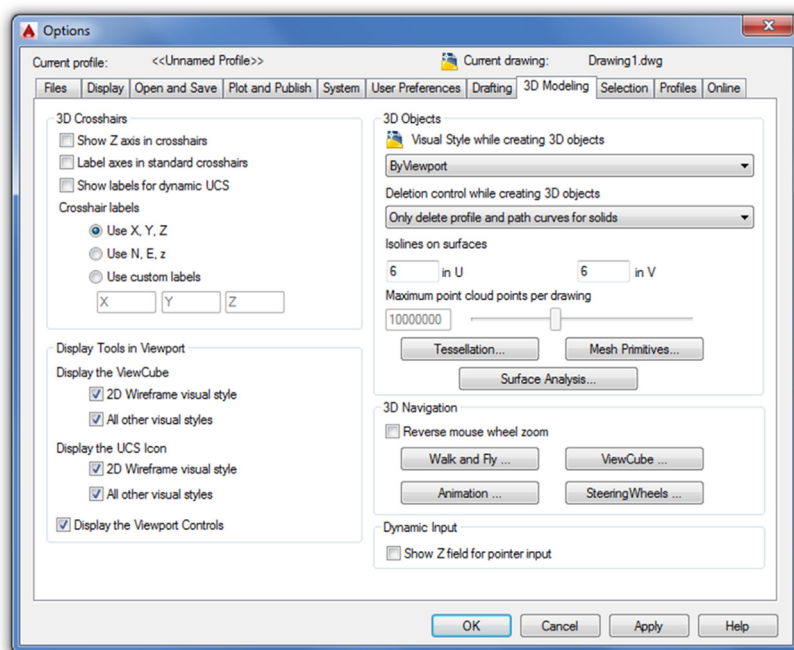 Options
Current profile: <<Unnamed Profile>> Current drawing: Drawing1.dwg
Files Display Open and Save Plot and Publish System User Preferences Drafting 3D Modeling Selection Profiles Online
3D Crosshairs
Show Z axis in crosshairs
Label axes in standard crosshairs
Show labels for dynamic UCS
Crosshair labels
Use X, Y, Z
Use N, E, z
Use custom labels
X Y Z
Display Tools in Viewport
Display the ViewCube
2D Wireframe visual style
All other visual styles
Display the UCS Icon
2D Wireframe visual style
All other visual styles
Display the Viewport Controls
3D Objects
Visual Style while creating 3D objects
ByViewport
Deletion control while creating 3D objects
Only delete profile and path curves for solids
Isolines on surfaces
6 in U 6 in V
Maximum point cloud points per drawing
10000000
Tessellation... Mesh Primitives...
Surface Analysis...
3D Navigation
Reverse mouse wheel zoom
Walk and Fly ... ViewCube ...
Animation ... SteeringWheels ...
Dynamic Input
Show Z field for pointer input
OK Cancel Apply Help